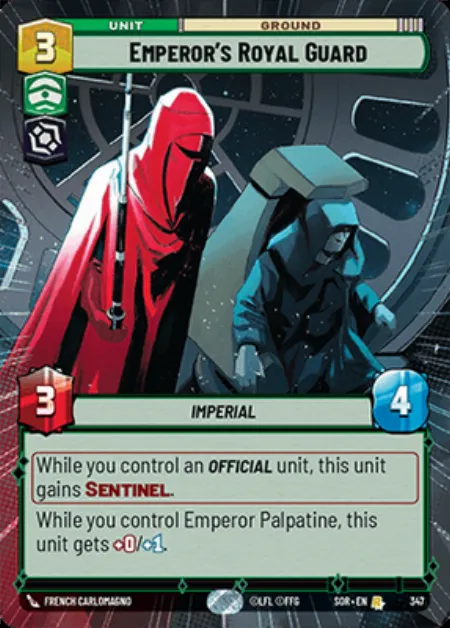 UNIT GROUND
3 EMPEROR'S ROYAL GUARD
3 IMPERIAL 4
While you control an OFFICIAL unit, this unit
gains SENTINEL.
While you control Emperor Palpatine, this
unit gets +0/+1.
FRENCH CARLOMAGNO ©LFL ⓒFFG SOR • EN R 347